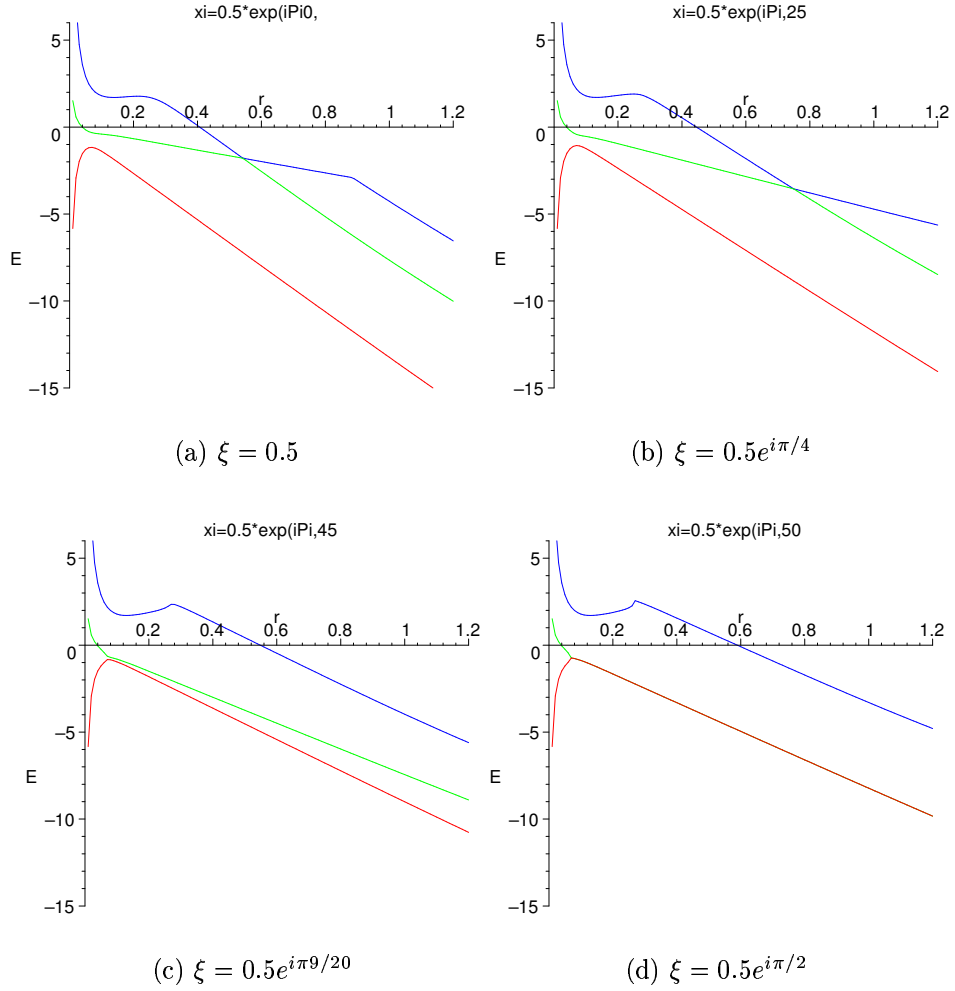 xi=0.5*exp(iPi0,
5
r
0.2 0.4 0.6 0.8 1 1.2
0
−5
E
−10
−15
(a) ξ = 0.5
xi=0.5*exp(iPi,25
5
r
0.2 0.4 0.6 0.8 1 1.2
0
−5
E
−10
−15
(b) ξ = 0.5e^{iπ/4}
xi=0.5*exp(iPi,45
5
r
0.2 0.4 0.6 0.8 1 1.2
0
−5
E
−10
−15
(c) ξ = 0.5e^{iπ9/20}
xi=0.5*exp(iPi,50
5
r
0.2 0.4 0.6 0.8 1 1.2
0
−5
E
−10
−15
(d) ξ = 0.5e^{iπ/2}